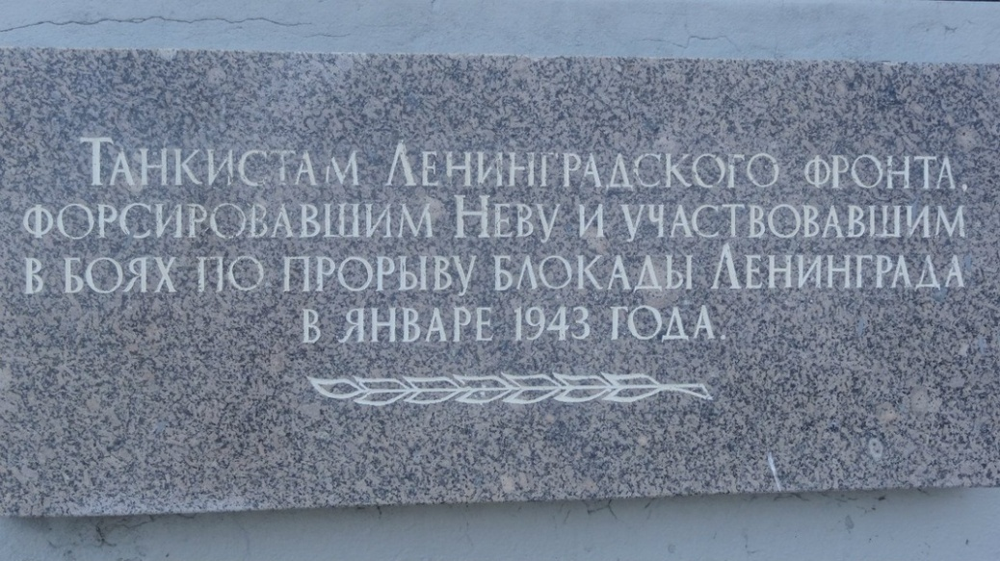 Танкистам Ленинградского фронта,
форсировавшим Неву и участвовавшим
в боях по прорыву блокады Ленинграда
в январе 1943 года.